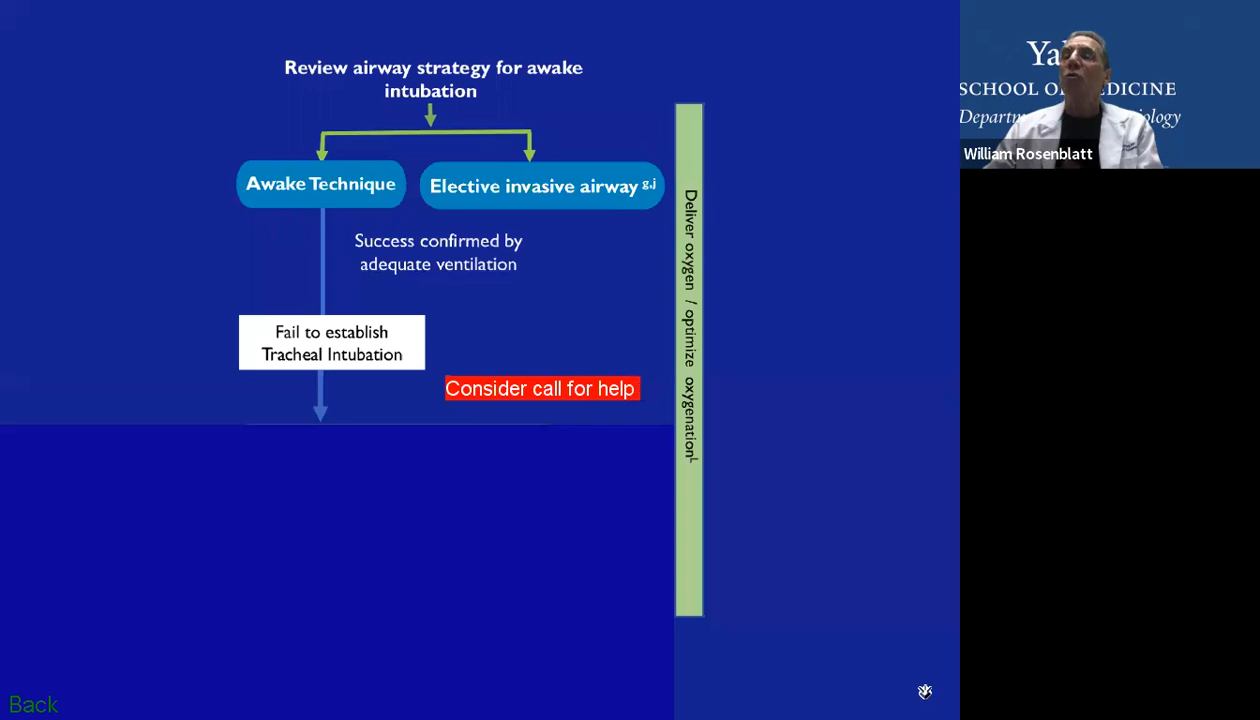 Review airway strategy for awake
intubation
Awake Technique
Elective invasive airway g,j
Success confirmed by
adequate ventilation
Fail to establish
Tracheal Intubation
Consider call for help
Deliver oxygen / optimize oxygenation L
Back
SCHOOL OF MEDICINE
William Rosenblatt